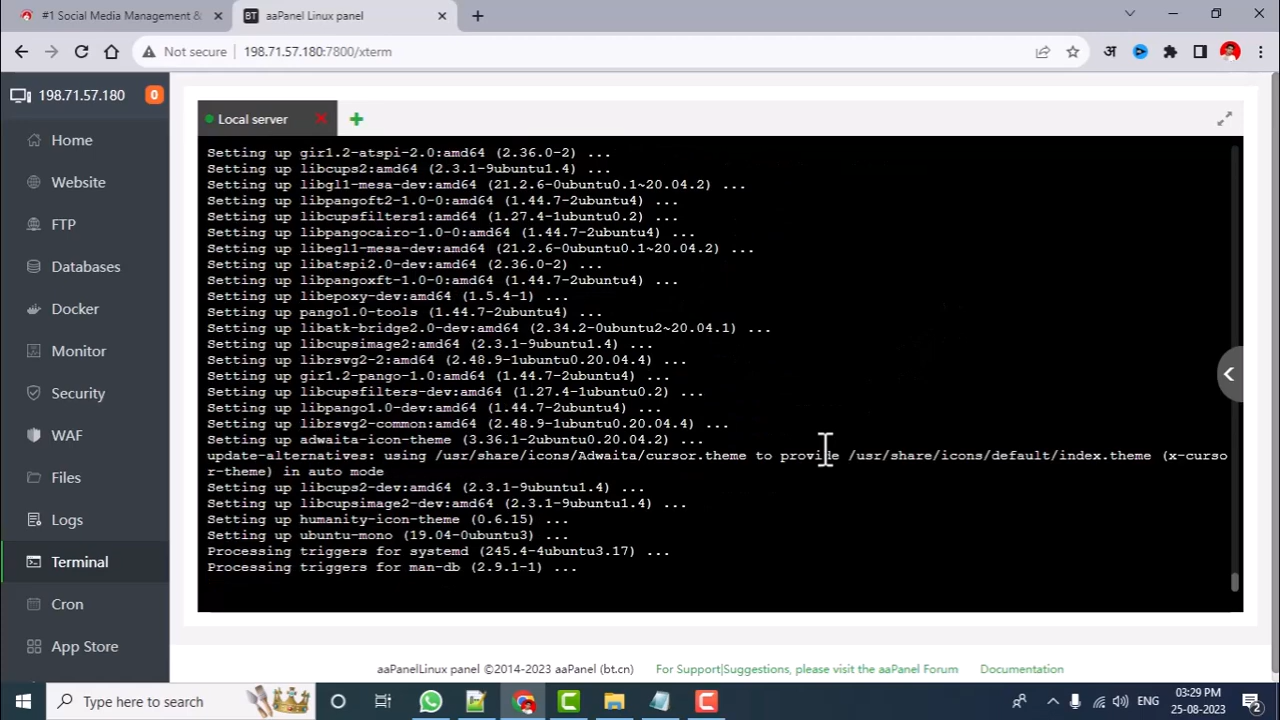 #1 Social Media Management &
aaPanel Linux panel
Not secure
198.71.57.180:7800/xterm
अ
198.71.57.180
0
Home
Website
FTP
Databases
Docker
Monitor
Security
WAF
Files
Logs
Terminal
Cron
App Store
Local server
Setting up gir1.2-atspi-2.0:amd64 (2.36.0-2) ...
Setting up libcups2:amd64 (2.3.1-9ubuntu1.4) ...
Setting up libgl1-mesa-dev:amd64 (21.2.6-0ubuntu0.1~20.04.2) ...
Setting up libpangoft2-1.0-0:amd64 (1.44.7-2ubuntu4) ...
Setting up libcupsfilters1:amd64 (1.27.4-1ubuntu0.2) ...
Setting up libpangocairo-1.0-0:amd64 (1.44.7-2ubuntu4) ...
Setting up libegl1-mesa-dev:amd64 (21.2.6-0ubuntu0.1~20.04.2) ...
Setting up libatspi2.0-dev:amd64 (2.36.0-2) ...
Setting up libpangoxft-1.0-0:amd64 (1.44.7-2ubuntu4) ...
Setting up libepoxy-dev:amd64 (1.5.4-1) ...
Setting up pango1.0-tools (1.44.7-2ubuntu4) ...
Setting up libatk-bridge2.0-dev:amd64 (2.34.2-0ubuntu2~20.04.1) ...
Setting up libcupsimage2:amd64 (2.3.1-9ubuntu1.4) ...
Setting up librsvg2-2:amd64 (2.48.9-1ubuntu0.20.04.4) ...
Setting up gir1.2-pango-1.0:amd64 (1.44.7-2ubuntu4) ...
Setting up libcupsfilters-dev:amd64 (1.27.4-1ubuntu0.2) ...
Setting up libpango1.0-dev:amd64 (1.44.7-2ubuntu4) ...
Setting up librsvg2-common:amd64 (2.48.9-1ubuntu0.20.04.4) ...
Setting up adwaita-icon-theme (3.36.1-2ubuntu0.20.04.2) ...
update-alternatives: using /usr/share/icons/Adwaita/cursor.theme to provide /usr/share/icons/default/index.theme (x-curso
r-theme) in auto mode
Setting up libcups2-dev:amd64 (2.3.1-9ubuntu1.4) ...
Setting up libcupsimage2-dev:amd64 (2.3.1-9ubuntu1.4) ...
Setting up humanity-icon-theme (0.6.15) ...
Setting up ubuntu-mono (19.04-0ubuntu3) ...
Processing triggers for systemd (245.4-4ubuntu3.17) ...
Processing triggers for man-db (2.9.1-1) ...
aaPanelLinux panel ©2014-2023 aaPanel (bt.cn)
For Support|Suggestions, please visit the aaPanel Forum
Documentation
Type here to search
ENG
03:29 PM
25-08-2023
2